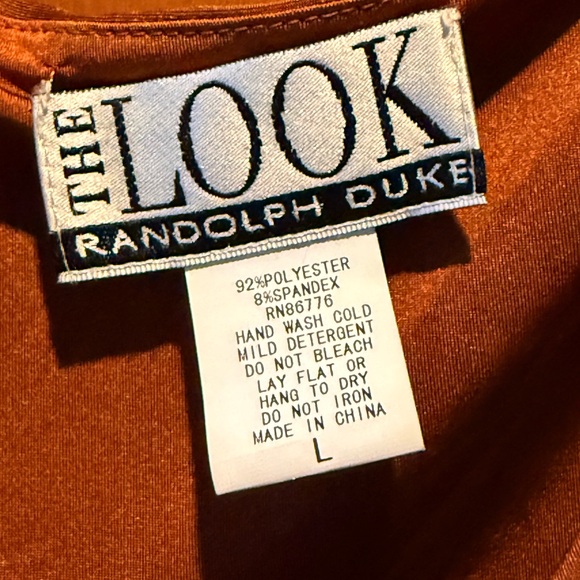 THE LOOK
RANDOLPH DUKE
92%POLYESTER
8%SPANDEX
RN86776
HAND WASH COLD
MILD DETERGENT
DO NOT BLEACH
LAY FLAT OR
HANG TO DRY
DO NOT IRON
MADE IN CHINA
L